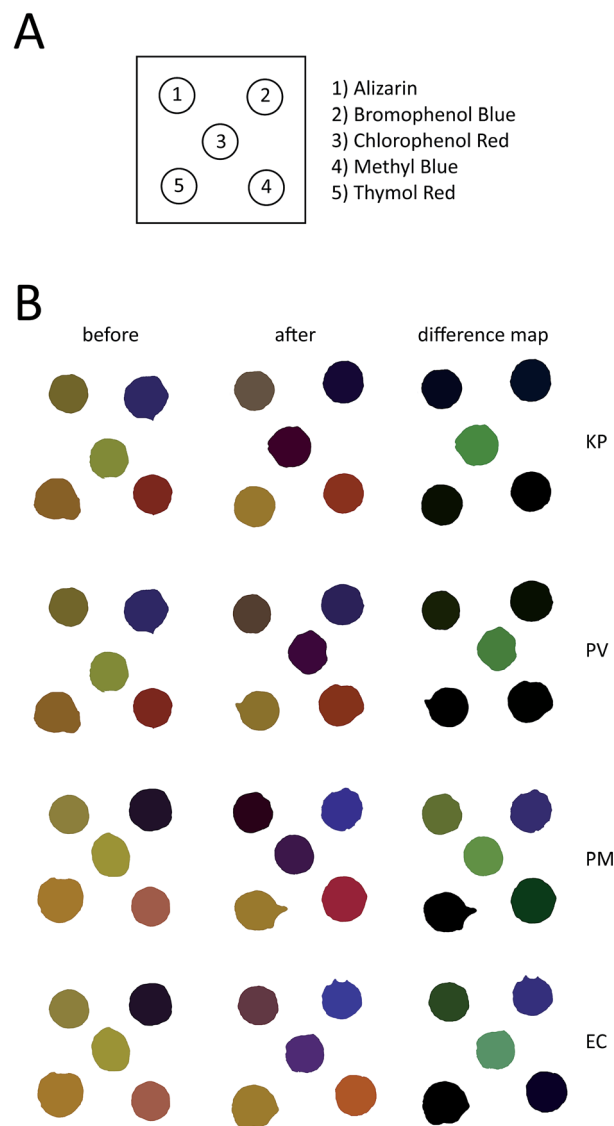 A
1
2
3
5
4
1) Alizarin
2) Bromophenol Blue
3) Chlorophenol Red
4) Methyl Blue
5) Thymol Red
B
before after difference map
KP
PV
PM
EC